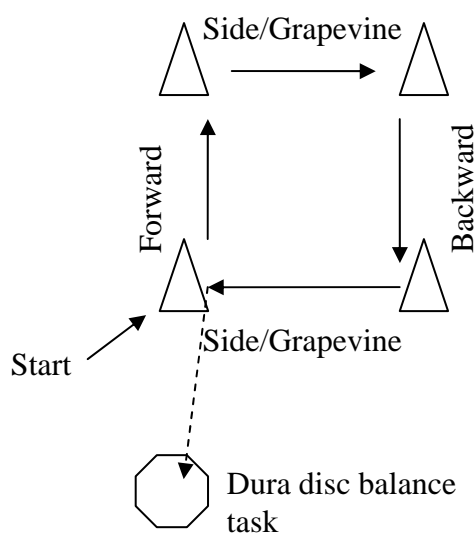 Side/Grapevine
Forward
Backward
Side/Grapevine
Start
Dura disc balance
task